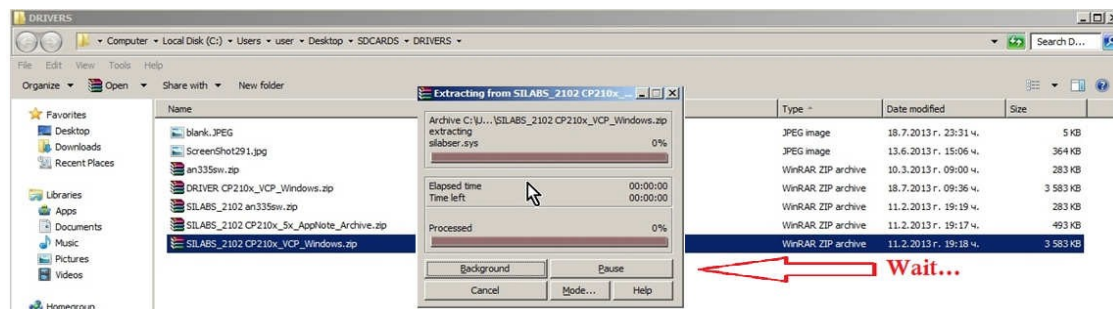 DRIVERS
Computer Local Disk (C:) Users user Desktop SDCARDS DRIVERS
Search D...
File Edit View Tools Help
Organize Open Share with New folder
Favorites
Desktop
Downloads
Recent Places
Libraries
Apps
Documents
Music
Pictures
Videos
Homegroup
Name Type Date modified Size
blank.JPEG JPEG image 18.7.2013 г. 23:31 ч. 5 KB
ScreenShot291.jpg JPEG image 13.6.2013 г. 15:06 ч. 364 KB
an335sw.zip WinRAR ZIP archive 10.3.2013 г. 09:00 ч. 283 KB
DRIVER CP210x_VCP_Windows.zip WinRAR ZIP archive 18.7.2013 г. 09:36 ч. 3 583 KB
SILABS_2102 an335sw.zip WinRAR ZIP archive 11.2.2013 г. 19:19 ч. 283 KB
SILABS_2102 CP210x_5x_AppNote_Archive.zip WinRAR ZIP archive 11.2.2013 г. 19:17 ч. 493 KB
SILABS_2102 CP210x_VCP_Windows.zip WinRAR ZIP archive 11.2.2013 г. 19:18 ч. 3 583 KB
Extracting from SILABS_2102 CP210x_...
Archive C:\U...\SILABS_2102 CP210x_VCP_Windows.zip
extracting
silabser.sys 0%
Elapsed time 00:00:00
Time left 00:00:00
Processed 0%
Background Pause
Cancel Mode... Help
Wait...